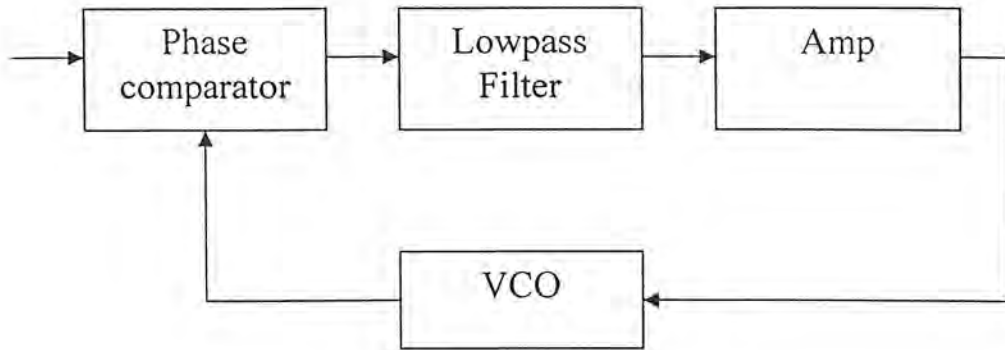 Phase
comparator
Lowpass
Filter
Amp
VCO